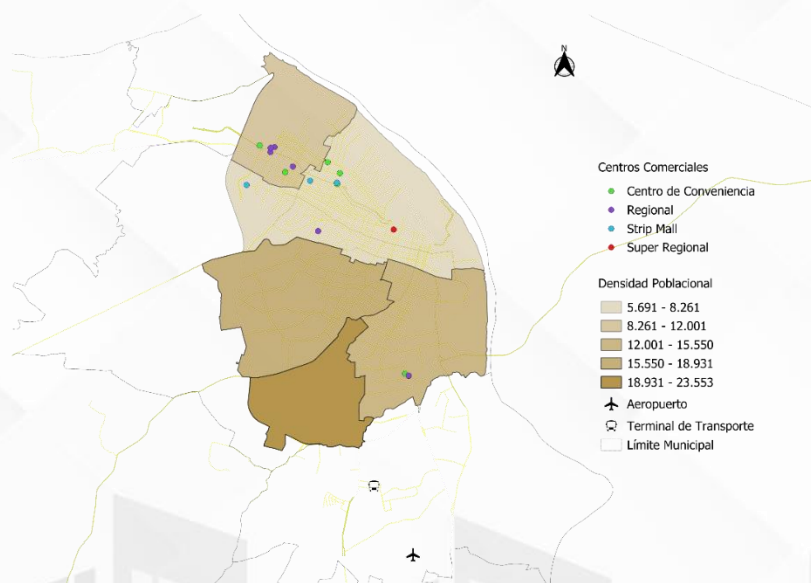 N
Centros Comerciales
Centro de Conveniencia
Regional
Strip Mall
Super Regional
Densidad Poblacional
5.691 - 8.261
8.261 - 12.001
12.001 - 15.550
15.550 - 18.931
18.931 - 23.553
Aeropuerto
Terminal de Transporte
Límite Municipal